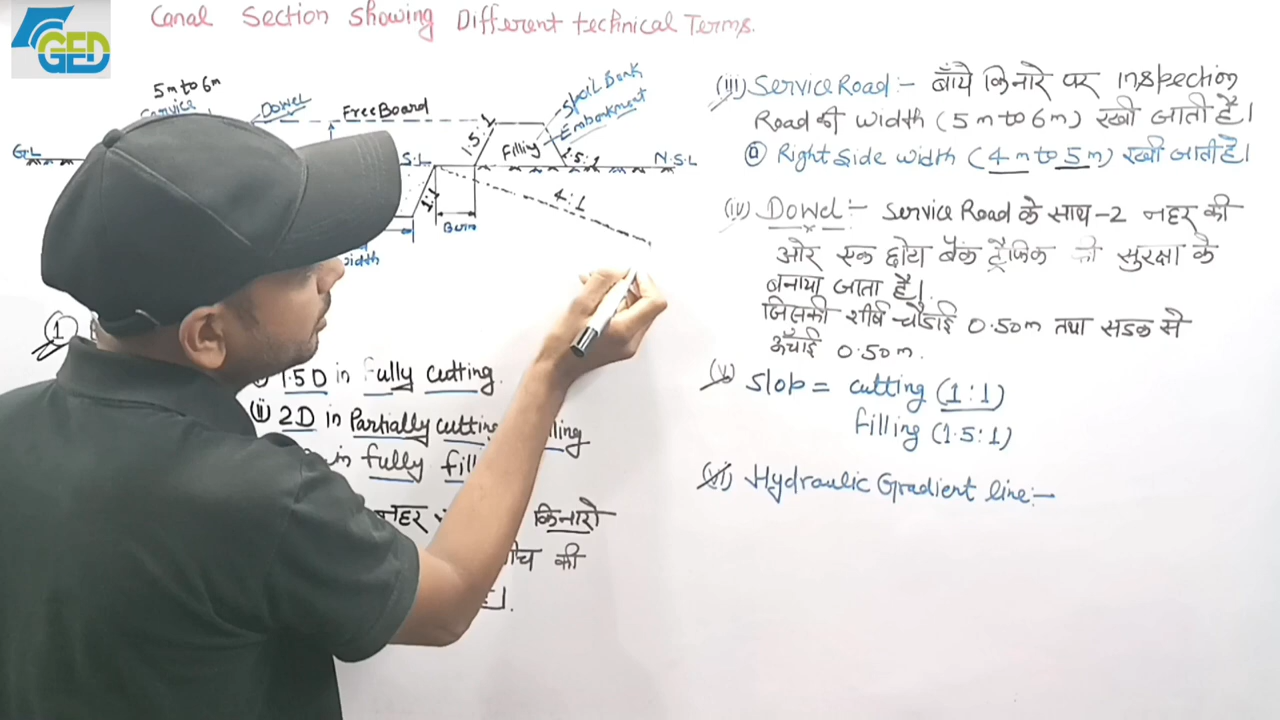 GED
Canal Section Showing Different technical Terms.
5m to 6m
Service
Dowel
FreeBoard
Spoil Bank
Embankment
G.L
S.L
1.5:1
Filling
1.5:1
N.S.L
1:1
4:1
Berm
width
①
1.5D in Fully Cutting.
(ii) 2D in Partially cutting
in fully
नहर
किनारो
की
(iii) Service Road :- बाँये किनारे पर Inspection
Road की width (5m to 6m) रखी जाती है।
ⓐ Right side width (4m to 5m) रखी जाती है।
(iv) Dowel :- Service Road के साथ-2 नहर की
ओर एक छोटा बैंक ट्रैफिक की सुरक्षा के
बनाया जाता है।
जिसकी शीर्ष चौडाई 0.50m तथा सडक से
ऊँचाई 0.50m.
(v) Slop = cutting (1:1)
filling (1.5:1)
(vi) Hydraulic Gradient line :-